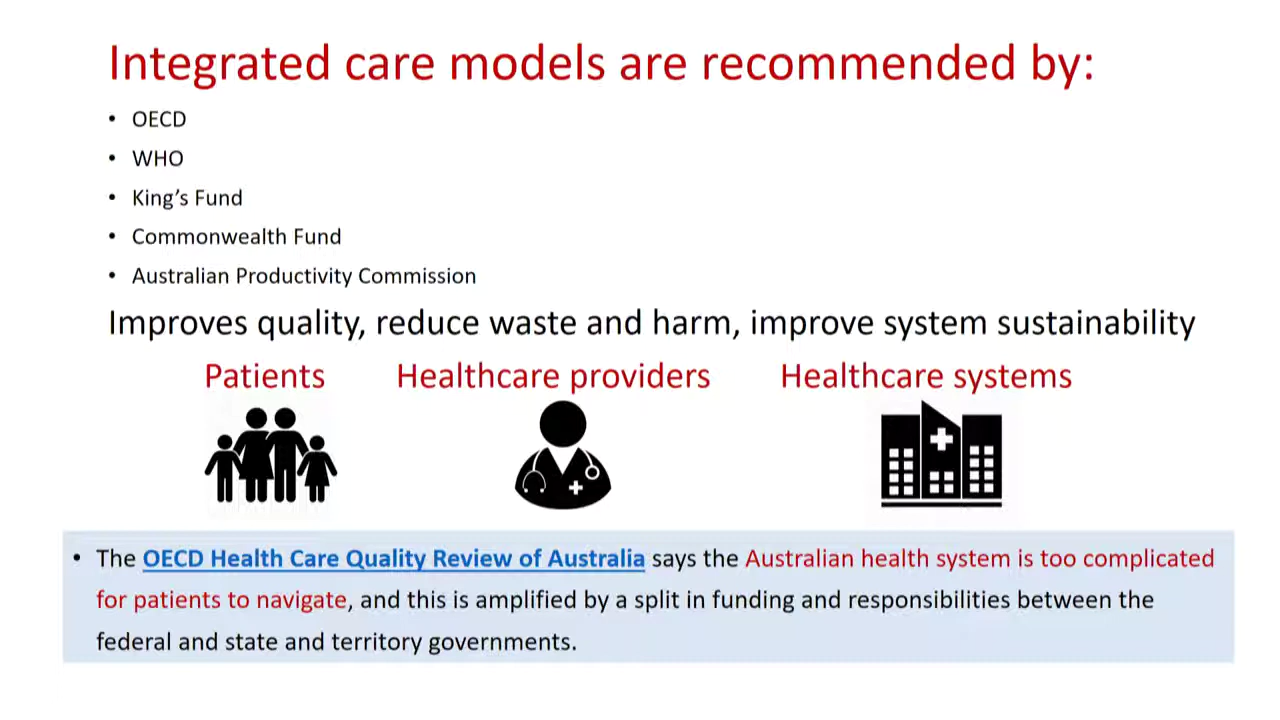 Integrated care models are recommended by:
• OECD
• WHO
• King’s Fund
• Commonwealth Fund
• Australian Productivity Commission
Improves quality, reduce waste and harm, improve system sustainability
Patients Healthcare providers Healthcare systems
• The OECD Health Care Quality Review of Australia says the Australian health system is too complicated
for patients to navigate, and this is amplified by a split in funding and responsibilities between the
federal and state and territory governments.